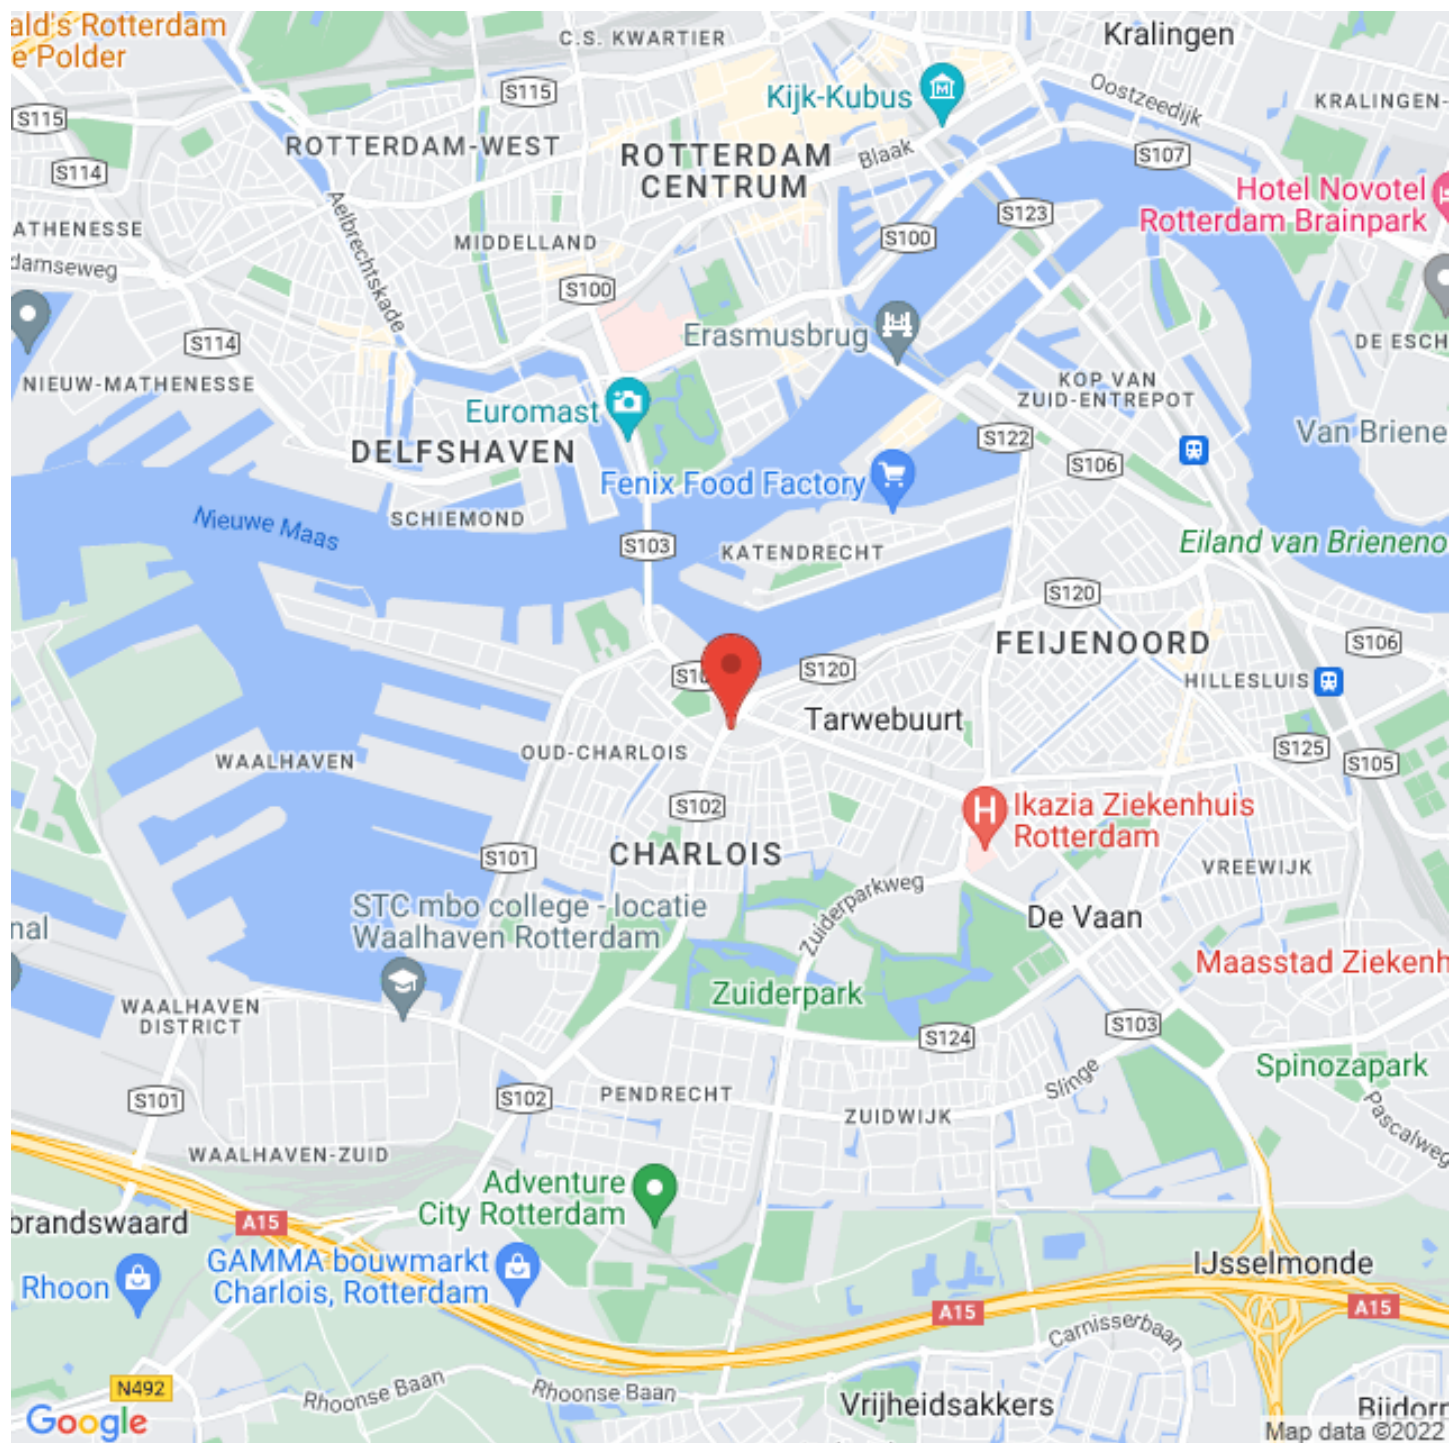 ald's Rotterdam
e Polder
C.S. KWARTIER
Kralingen
S115
Kijk-Kubus
Oostzeedijk
KRALINGEN-
S115
ROTTERDAM-WEST
ROTTERDAM
CENTRUM
Blaak
S107
S114
Hotel Novotel
Rotterdam Brainpark
Aelbrechtskade
S123
ATHENESSE
MIDDELLAND
S100
damseweg
S100
S114
Erasmusbrug
DE ESCH
NIEUW-MATHENESSE
KOP VAN
ZUID-ENTREPOT
Euromast
S122
Van Briene
DELFSHAVEN
S106
Fenix Food Factory
Nieuwe Maas
SCHIEMOND
S103
KATENDRECHT
Eiland van Brieneno
S120
FEIJENOORD
S106
S120
HILLESLUIS
Tarwebuurt
OUD-CHARLOIS
WAALHAVEN
S125
S105
S102
Ikazia Ziekenhuis
Rotterdam
S101
CHARLOIS
VREEWIJK
Zuiderparkweg
STC mbo college - locatie
Waalhaven Rotterdam
De Vaan
nal
Maasstad Ziekenh
Zuiderpark
WAALHAVEN
DISTRICT
S103
S124
Spinozapark
Slinge
S101
S102
PENDRECHT
ZUIDWIJK
Pascalweg
WAALHAVEN-ZUID
Adventure
City Rotterdam
brandswaard
A15
GAMMA bouwmarkt
Charlois, Rotterdam
IJsselmonde
Rhoon
A15
A15
Carnisserbaan
N492
Rhoonse Baan
Rhoonse Baan
Vrijheidsakkers
Bijdorp
Google
Map data ©2022